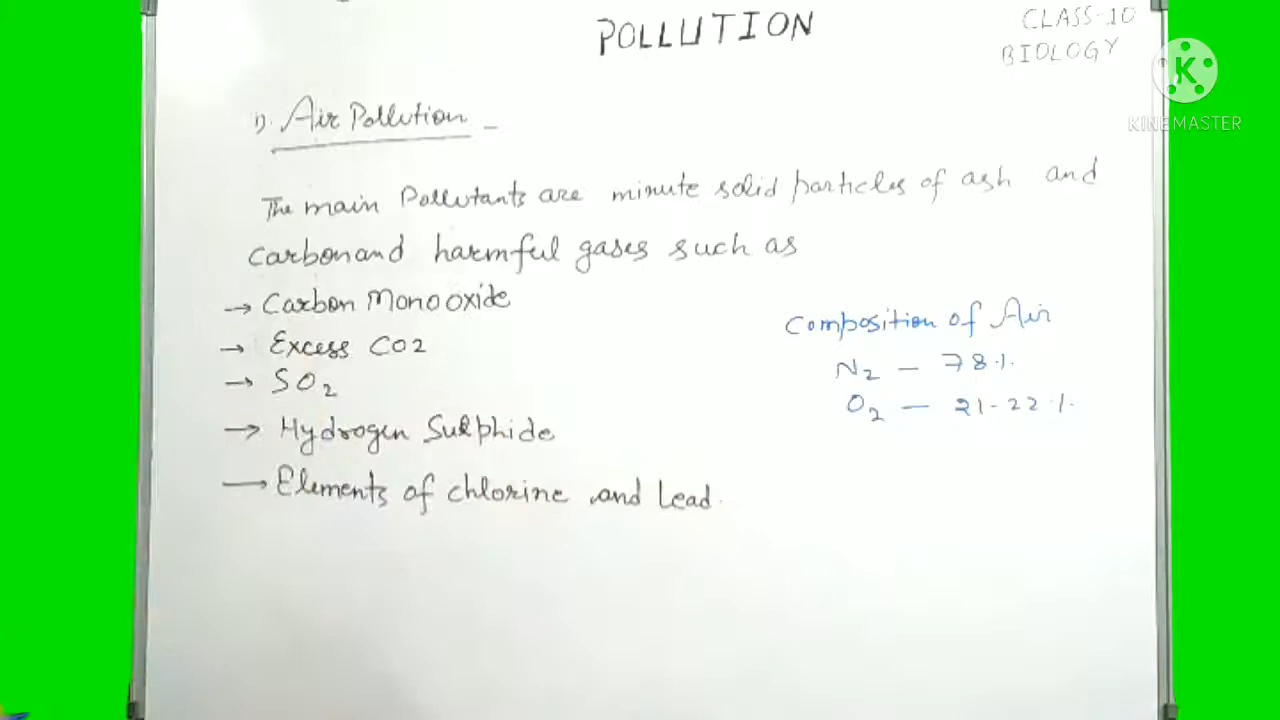 POLLUTION
CLASS-10
BIOLOGY
K
KINEMASTER
1). Air Pollution -
The main Pollutants are minute solid particles of ash and
carbon and harmful gases such as
→ Carbon Monooxide
→ Excess CO2
→ SO2
→ Hydrogen Sulphide
→ Elements of chlorine and Lead.
Composition of Air
N2 - 78%
O2 - 21-22%